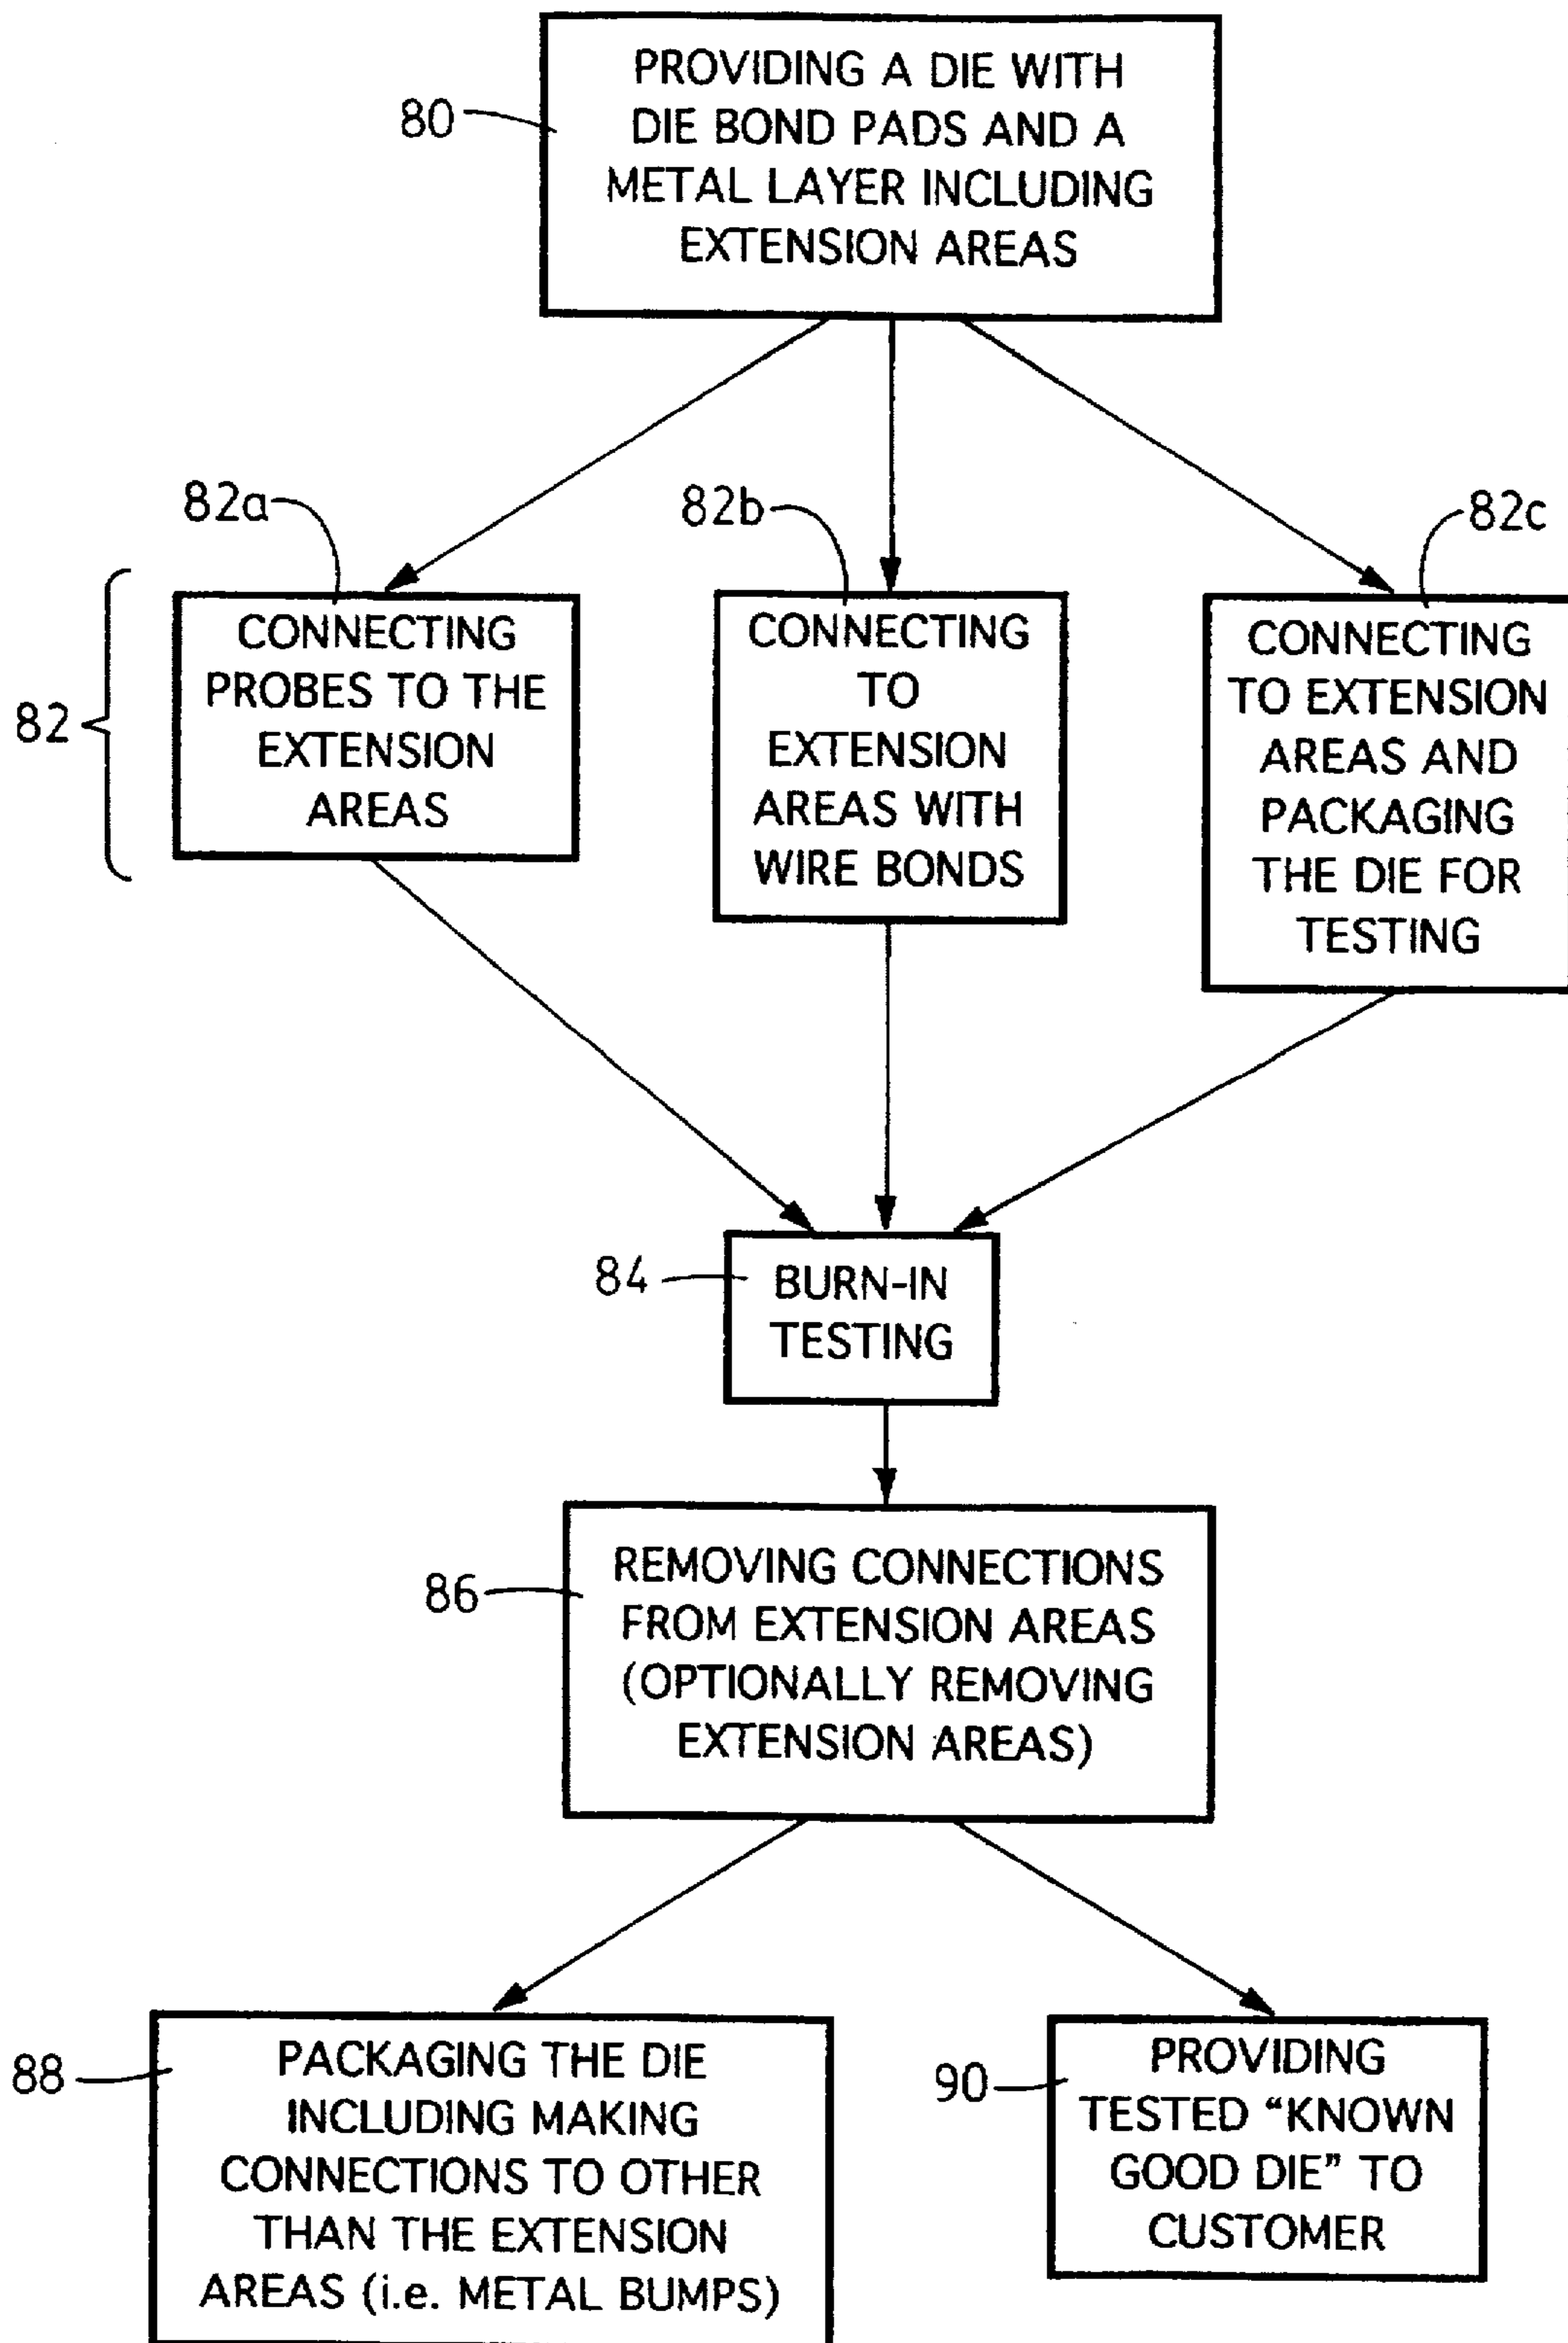 80
PROVIDING A DIE WITH
DIE BOND PADS AND A
METAL LAYER INCLUDING
EXTENSION AREAS
82
82a
CONNECTING
PROBES TO THE
EXTENSION
AREAS
82b
CONNECTING
TO
EXTENSION
AREAS WITH
WIRE BONDS
82c
CONNECTING
TO EXTENSION
AREAS AND
PACKAGING
THE DIE FOR
TESTING
84
BURN-IN
TESTING
86
REMOVING CONNECTIONS
FROM EXTENSION AREAS
(OPTIONALLY REMOVING
EXTENSION AREAS)
88
PACKAGING THE DIE
INCLUDING MAKING
CONNECTIONS TO OTHER
THAN THE EXTENSION
AREAS (i.e. METAL BUMPS)
90
PROVIDING
TESTED “KNOWN
GOOD DIE” TO
CUSTOMER